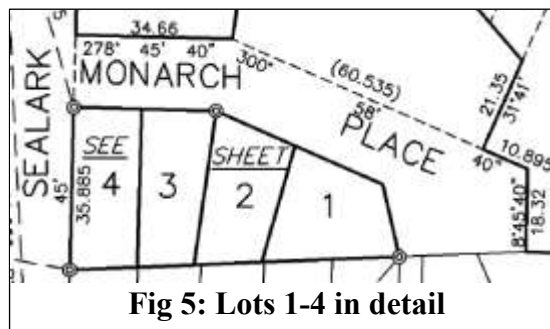 34.66
278° 45' 40"
MONARCH
300°
(60.535)
58'
PLACE
40"
21.35
31°41'
10.895
8°45'40"
18.32
SEALARK
45'
35.885
SEE
4
3
SHEET
2
1
Fig 5: Lots 1-4 in detail